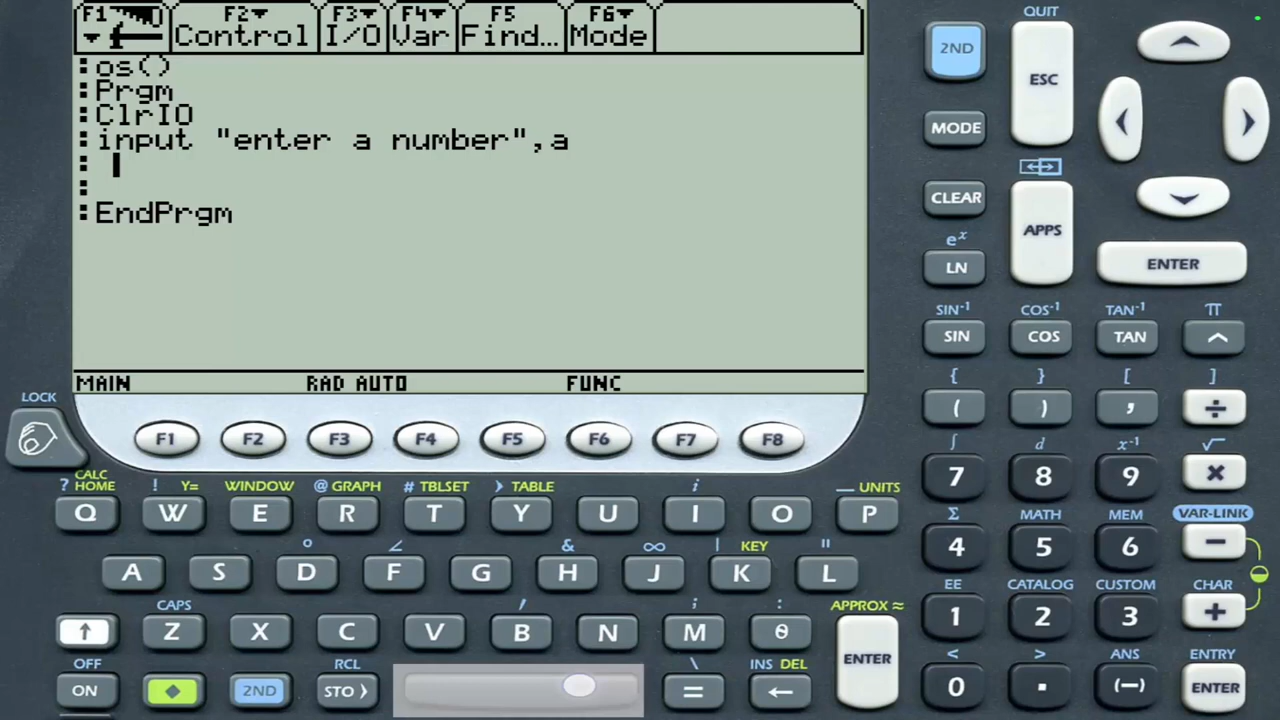 F1 F2 Control F3 I/O F4 Var F5 Find... F6 Mode
:os()
:Prgm
:ClrIO
:input "enter a number",a
:
:
:EndPrgm
MAIN RAD AUTO FUNC
QUIT
2ND ESC
MODE
CLEAR APPS
eˣ
LN ENTER
SIN⁻¹ COS⁻¹ TAN⁻¹ π
SIN COS TAN ^
{ } [ ]
( ) , ÷
∫ d x⁻¹ √
7 8 9 ×
Σ MATH MEM VAR-LINK
4 5 6 −
EE CATALOG CUSTOM CHAR
1 2 3 +
< > ANS ENTRY
0 . (−) ENTER
LOCK
F1 F2 F3 F4 F5 F6 F7 F8
? CALC HOME ! Y= WINDOW @ GRAPH # TBLSET › TABLE i _ UNITS
Q W E R T Y U I O P
° ∠ & ∞ | KEY "
A S D F G H J K L
CAPS ' ; : APPROX ≈
↑ Z X C V B N M θ ENTER
OFF RCL \ INS DEL
ON ◆ 2ND STO › = ←